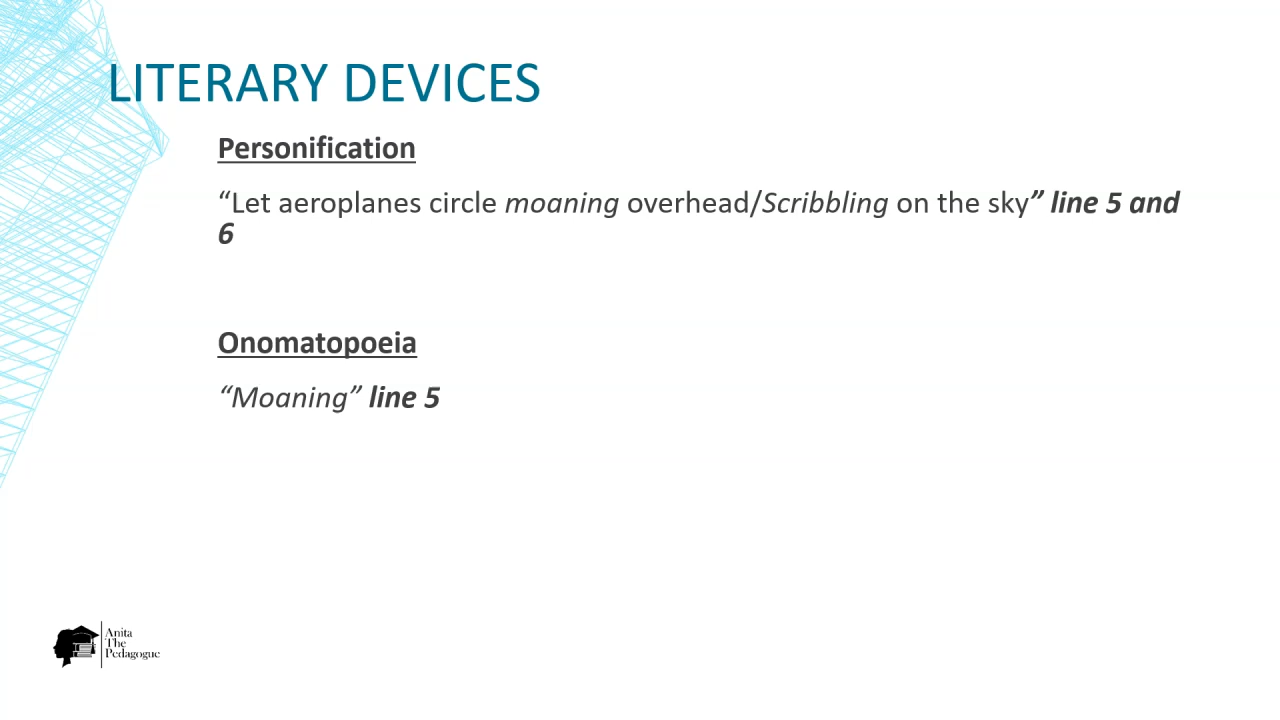 LITERARY DEVICES
Personification
“Let aeroplanes circle moaning overhead/Scribbling on the sky” line 5 and
6
Onomatopoeia
“Moaning” line 5
Anita
The
Pedagogue